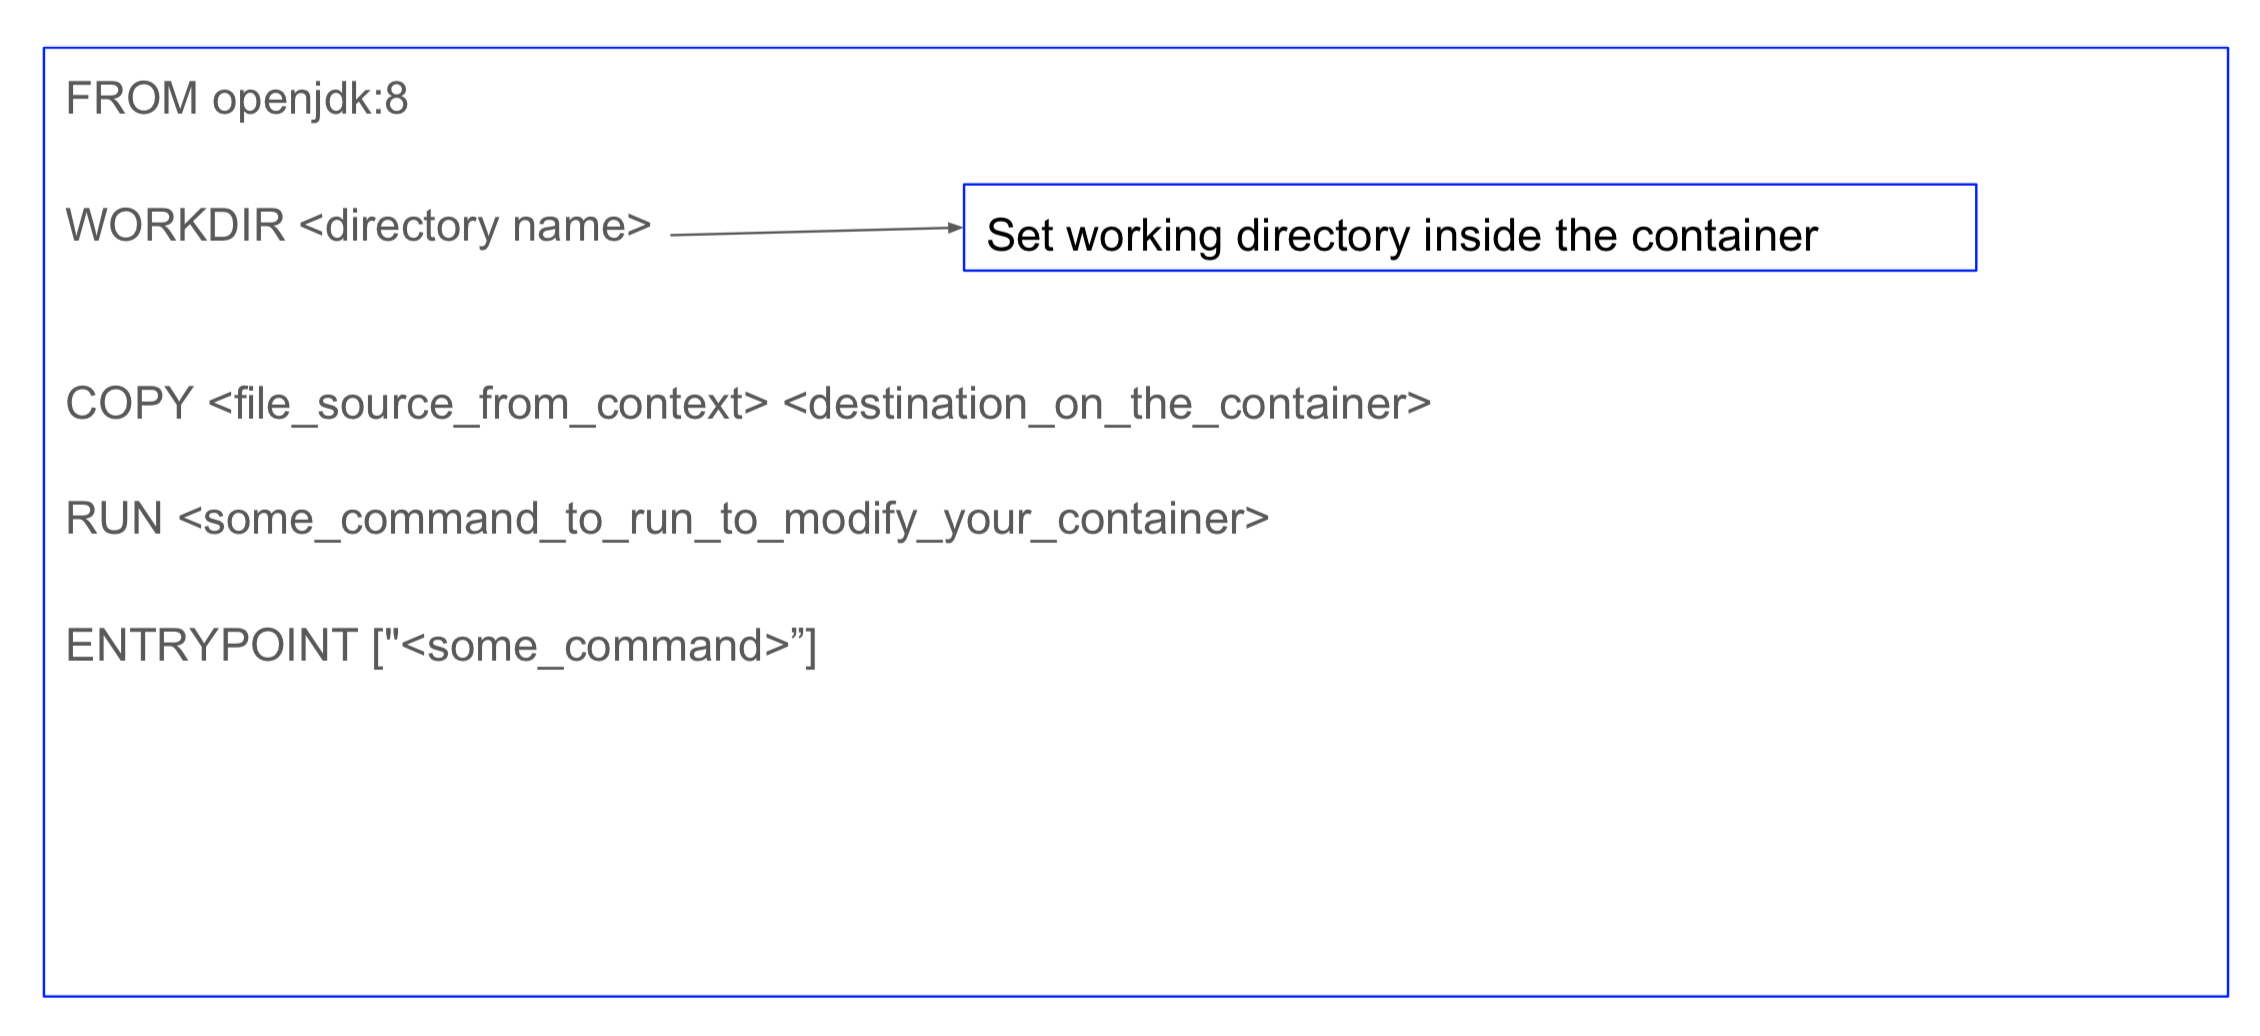 FROM openjdk:8
WORKDIR <directory name>
Set working directory inside the container
COPY <file_source_from_context> <destination_on_the_container>
RUN <some_command_to_run_to_modify_your_container>
ENTRYPOINT ["<some_command>”]